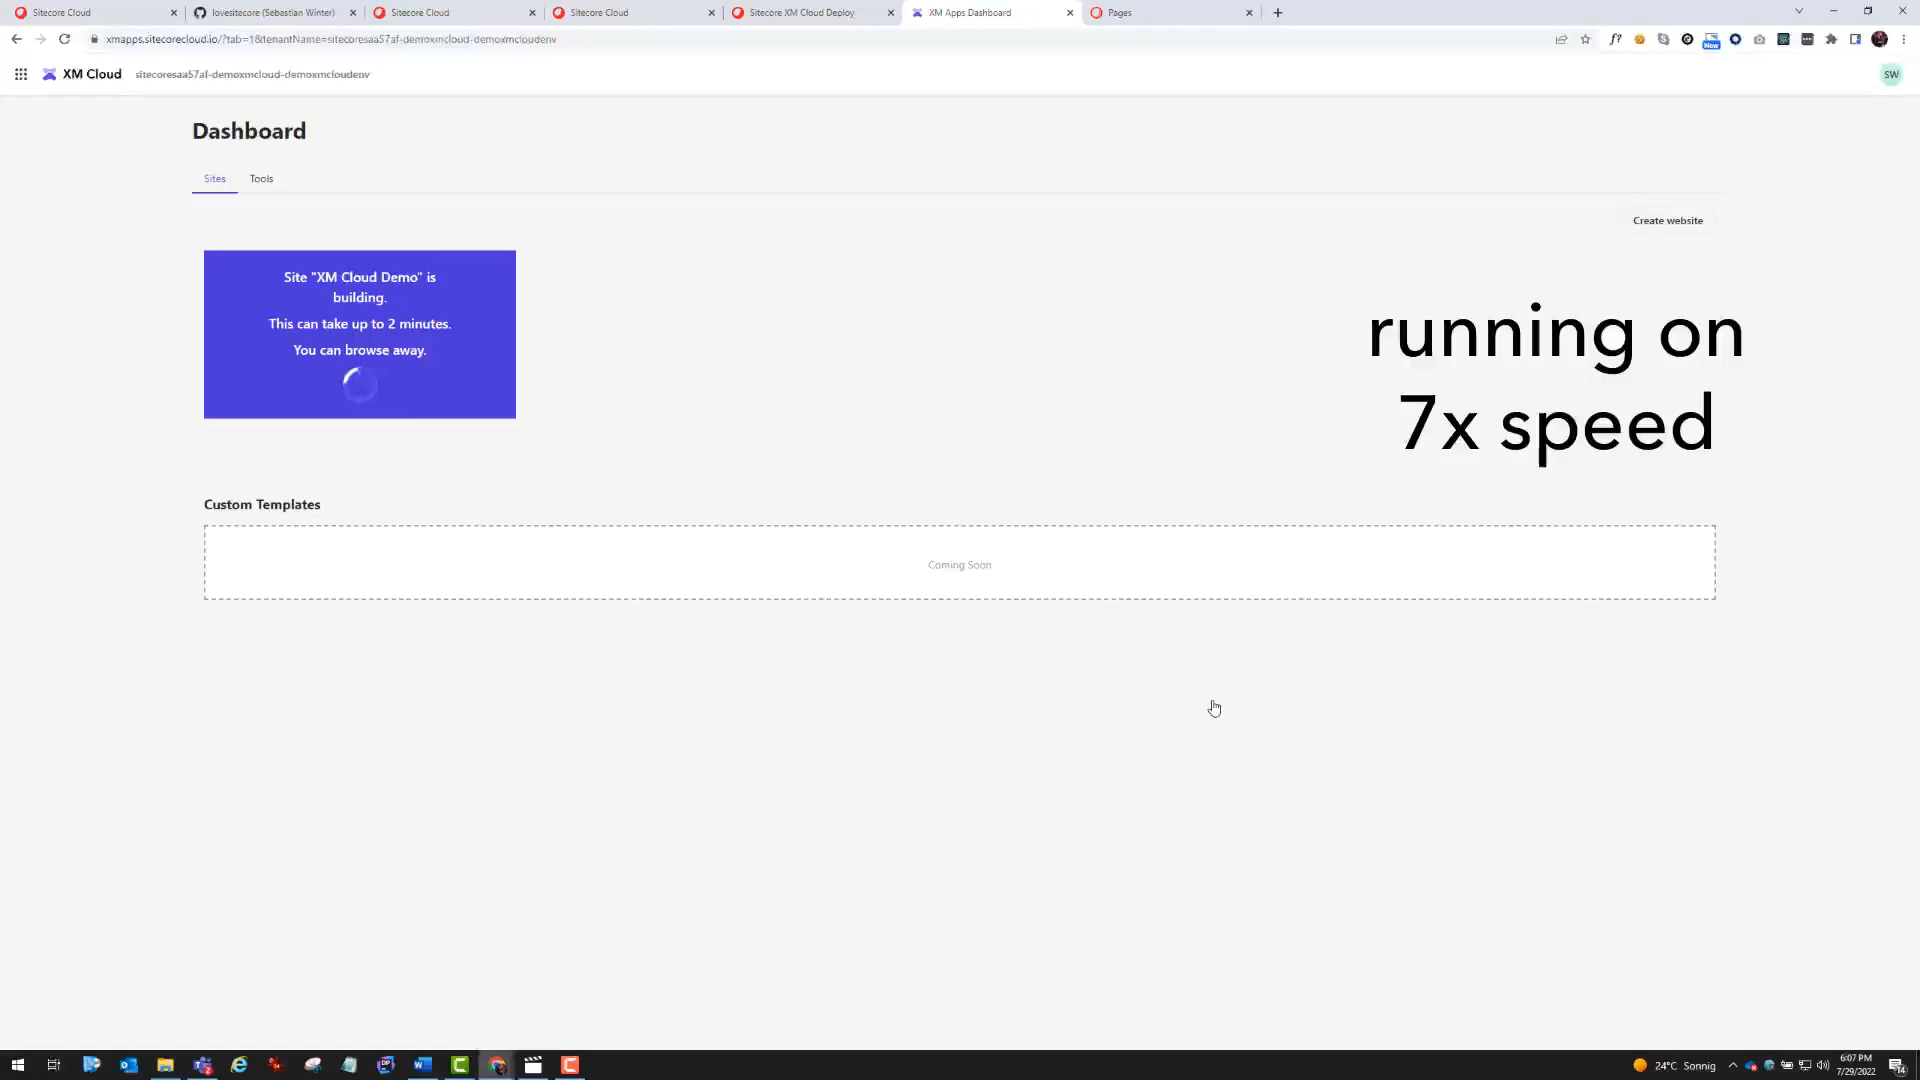 Sitecore Cloud
lovesitecore (Sebastian Winter)
Sitecore Cloud
Sitecore Cloud
Sitecore XM Cloud Deploy
XM Apps Dashboard
Pages
xmapps.sitecorecloud.io/?tab=1&tenantName=sitecoresaa57af-demoxmcloud-demoxmcloudenv
f?
New
XM Cloud
sitecoresaa57af-demoxmcloud-demoxmcloudenv
SW
Dashboard
Sites
Tools
Create website
Site "XM Cloud Demo" is
building.
This can take up to 2 minutes.
You can browse away.
running on
7x speed
Custom Templates
Coming Soon
24°C Sonnig
6:07 PM
7/29/2022